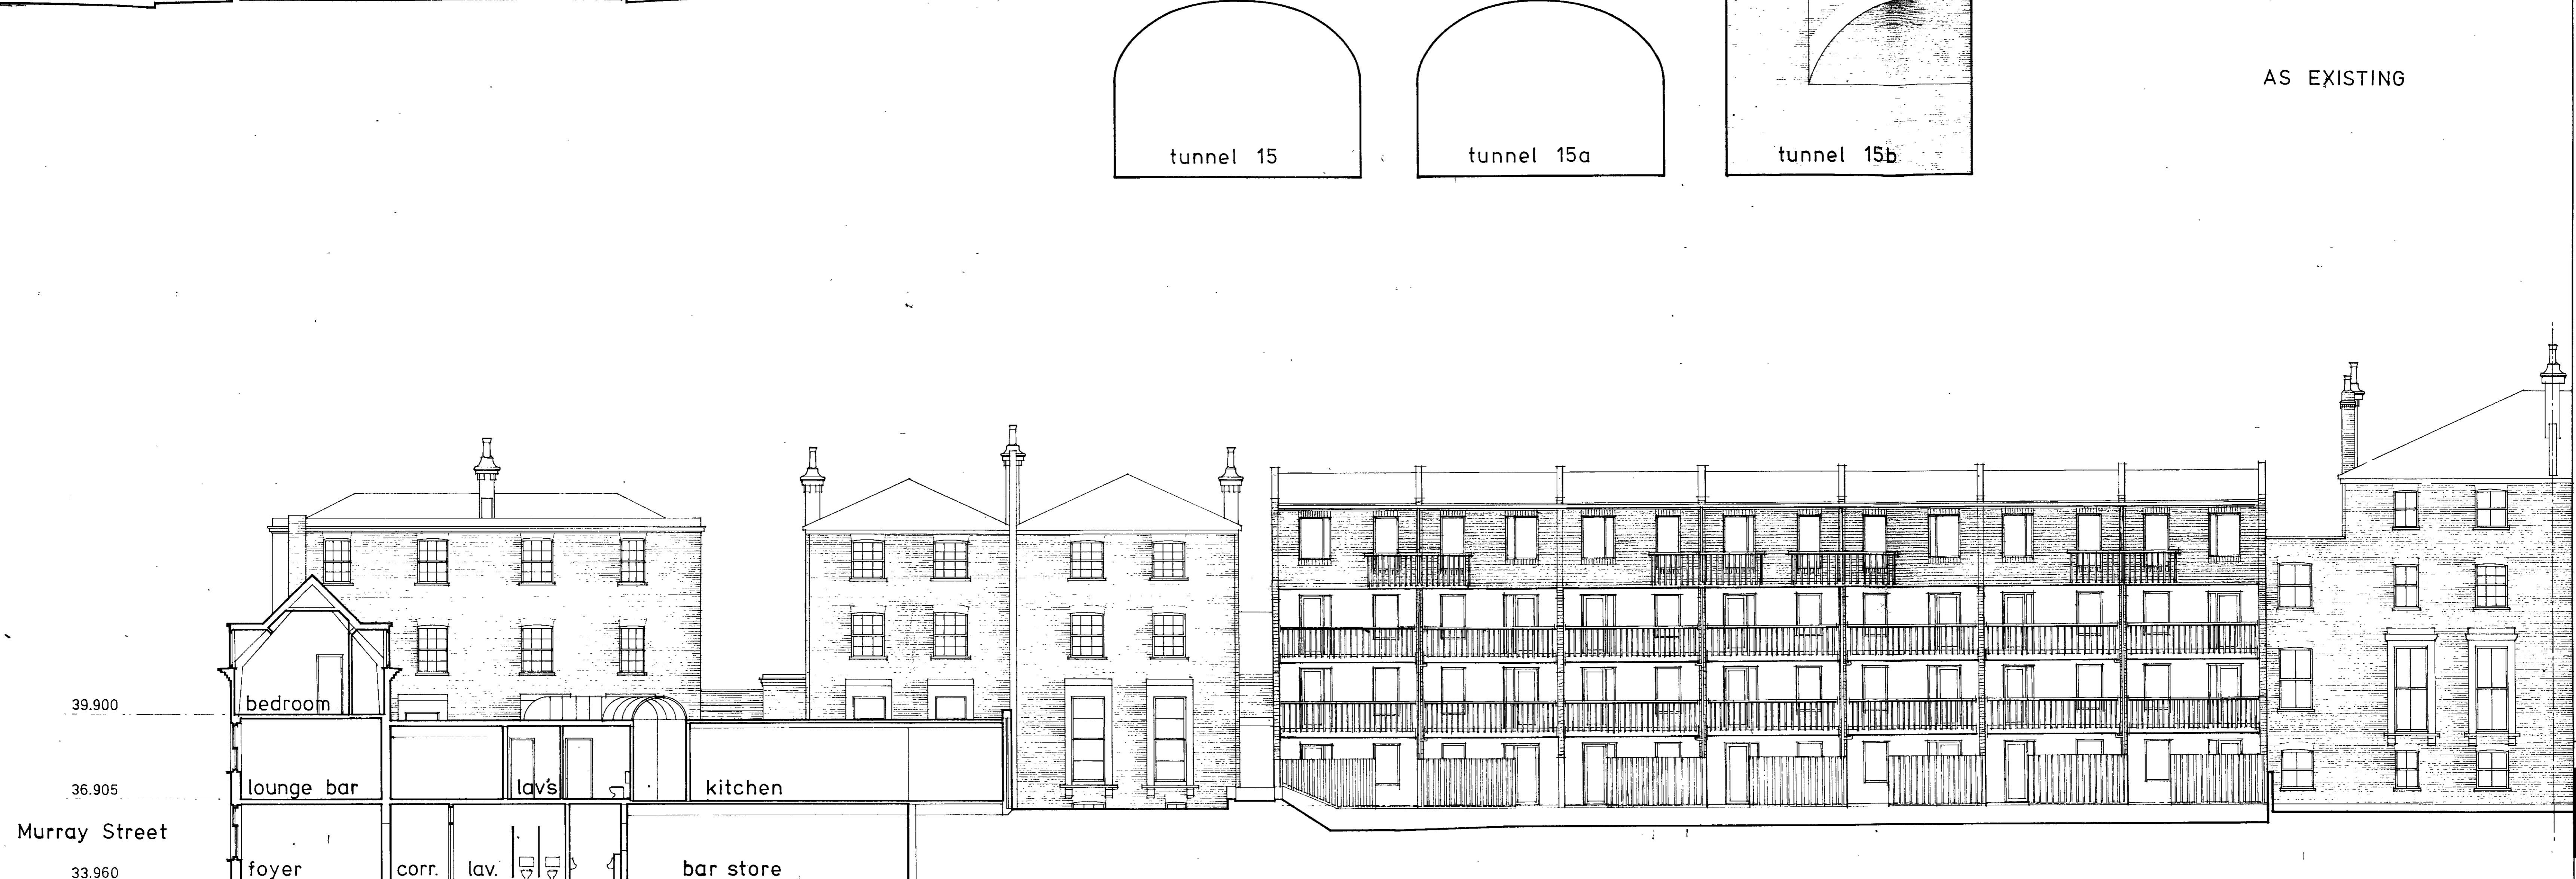 AS EXISTING
tunnel 15
tunnel 15a
tunnel 15b
39.900
bedroom
36.905
lounge bar
lav's
kitchen
Murray Street
33.960
foyer
corr.
lav.
bar store